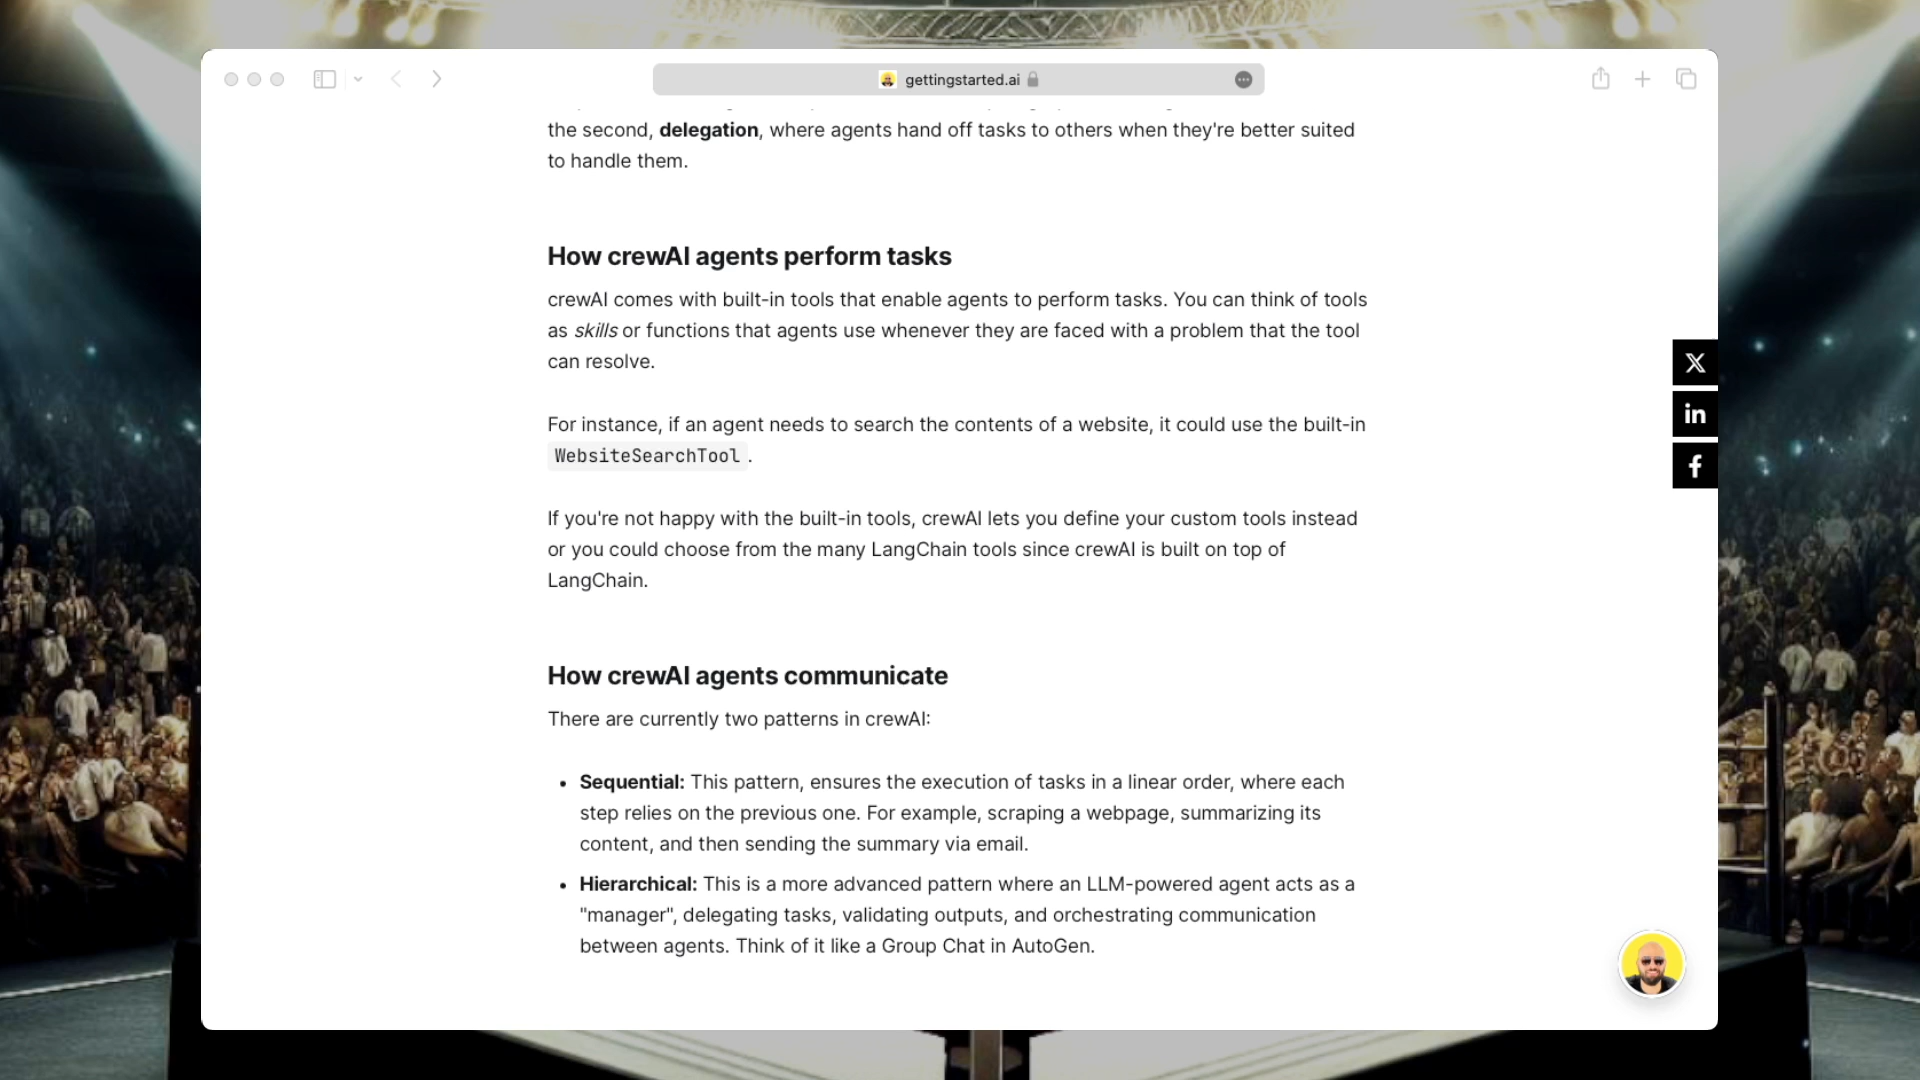 gettingstarted.ai
the second, delegation, where agents hand off tasks to others when they're better suited
to handle them.
How crewAI agents perform tasks
crewAI comes with built-in tools that enable agents to perform tasks. You can think of tools
as skills or functions that agents use whenever they are faced with a problem that the tool
can resolve.
For instance, if an agent needs to search the contents of a website, it could use the built-in
WebsiteSearchTool.
If you're not happy with the built-in tools, crewAI lets you define your custom tools instead
or you could choose from the many LangChain tools since crewAI is built on top of
LangChain.
How crewAI agents communicate
There are currently two patterns in crewAI:
• Sequential: This pattern, ensures the execution of tasks in a linear order, where each
step relies on the previous one. For example, scraping a webpage, summarizing its
content, and then sending the summary via email.
• Hierarchical: This is a more advanced pattern where an LLM-powered agent acts as a
"manager", delegating tasks, validating outputs, and orchestrating communication
between agents. Think of it like a Group Chat in AutoGen.